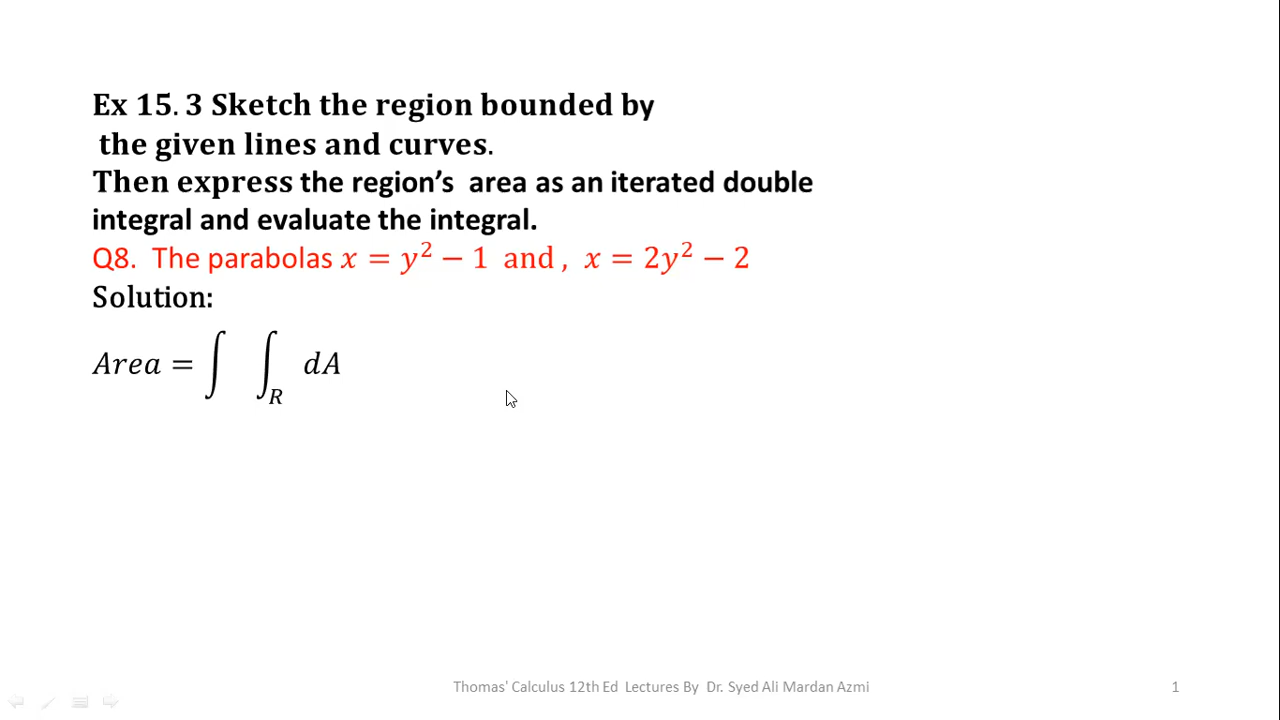 Ex 15. 3 Sketch the region bounded by
the given lines and curves.
Then express the region's area as an iterated double
integral and evaluate the integral.
Q8. The parabolas x = y² − 1 and , x = 2y² − 2
Solution:
Area = ∫ ∫_R dA
Thomas' Calculus 12th Ed Lectures By Dr. Syed Ali Mardan Azmi
1